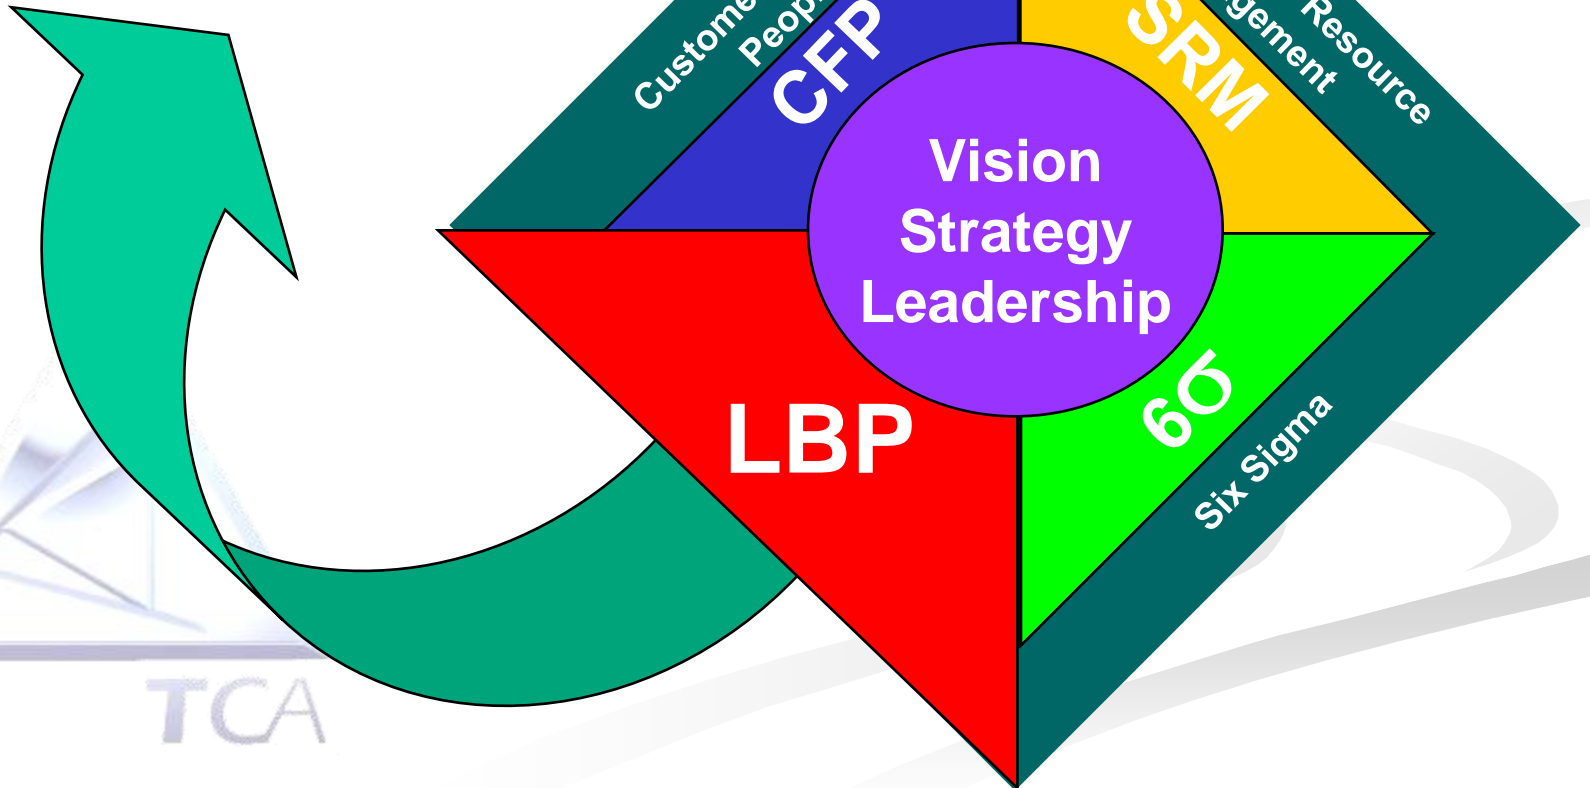 CFP
SRM
Resource
Vision
Strategy
Leadership
LBP
6σ
Six Sigma
TCA